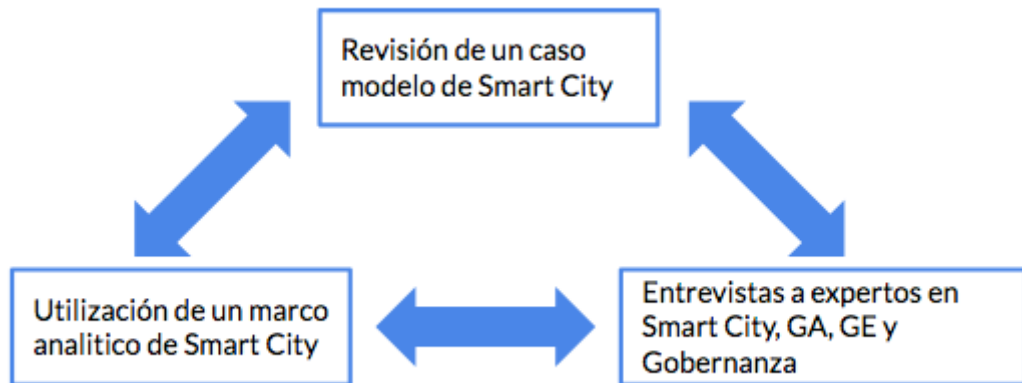 Revisión de un caso
modelo de Smart City
Utilización de un marco
analitico de Smart City
Entrevistas a expertos en
Smart City, GA, GE y
Gobernanza